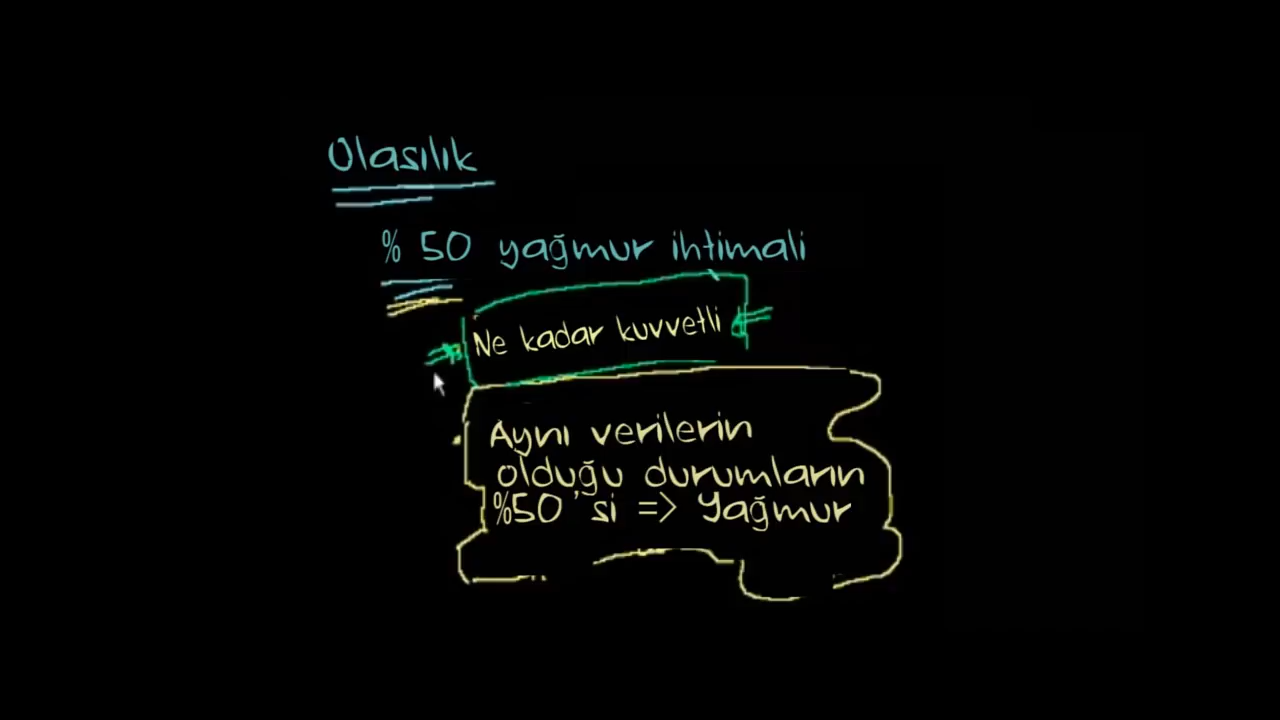 Olasılık
% 50 yağmur ihtimali
Ne kadar kuvvetli
Aynı verilerin
olduğu durumların
%50 'si => Yağmur